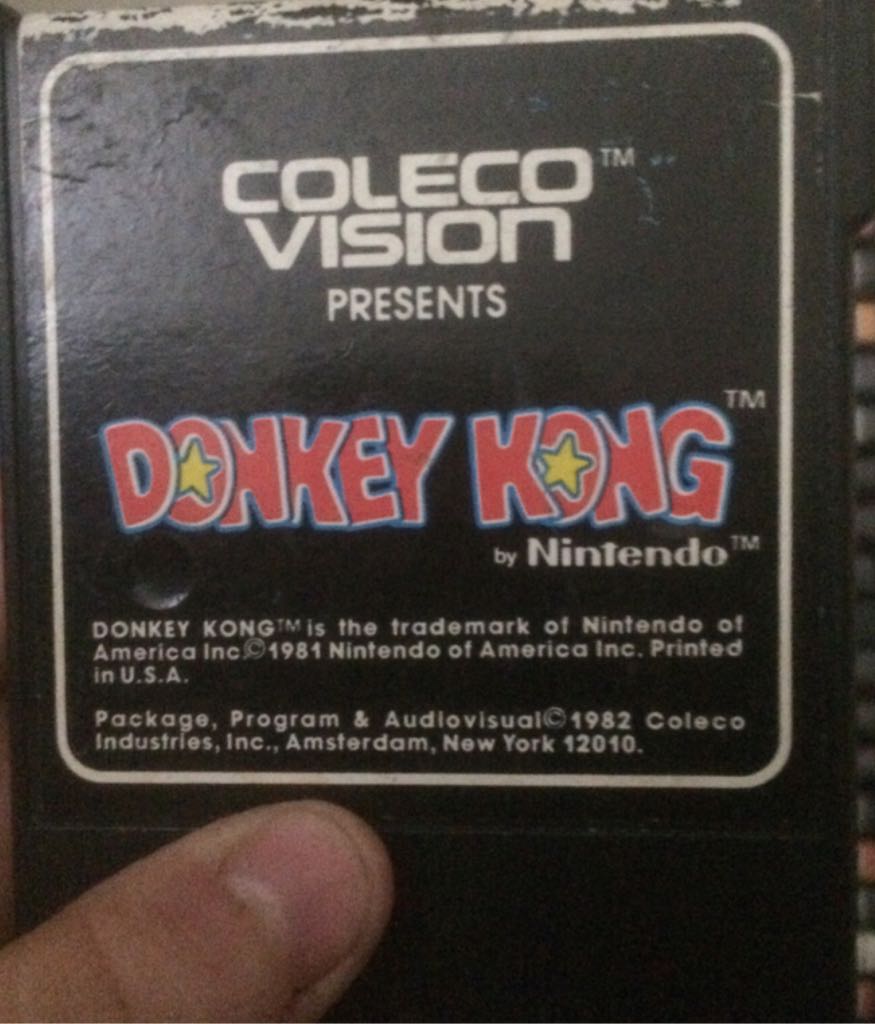 COLECO™
VISION
PRESENTS
DONKEY KONG™
by Nintendo™
DONKEY KONG™ is the trademark of Nintendo of
America Inc.©1981 Nintendo of America Inc. Printed
in U.S.A.
Package, Program & Audiovisual©1982 Coleco
Industries, Inc., Amsterdam, New York 12010.